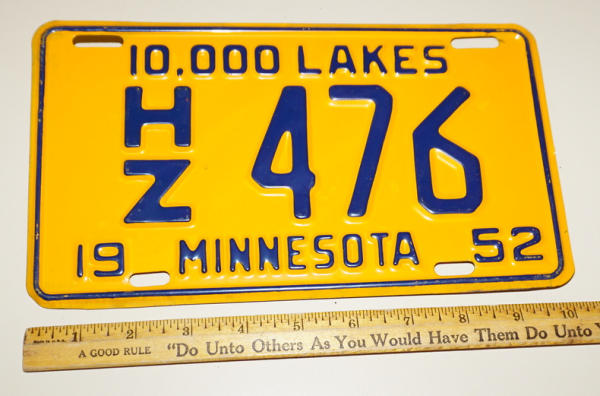 10,000 LAKES
HZ 476
19 MINNESOTA 52
1 2 3 4 5 6 7 8 9 10
A GOOD RULE "Do Unto Others As You Would Have Them Do Unto